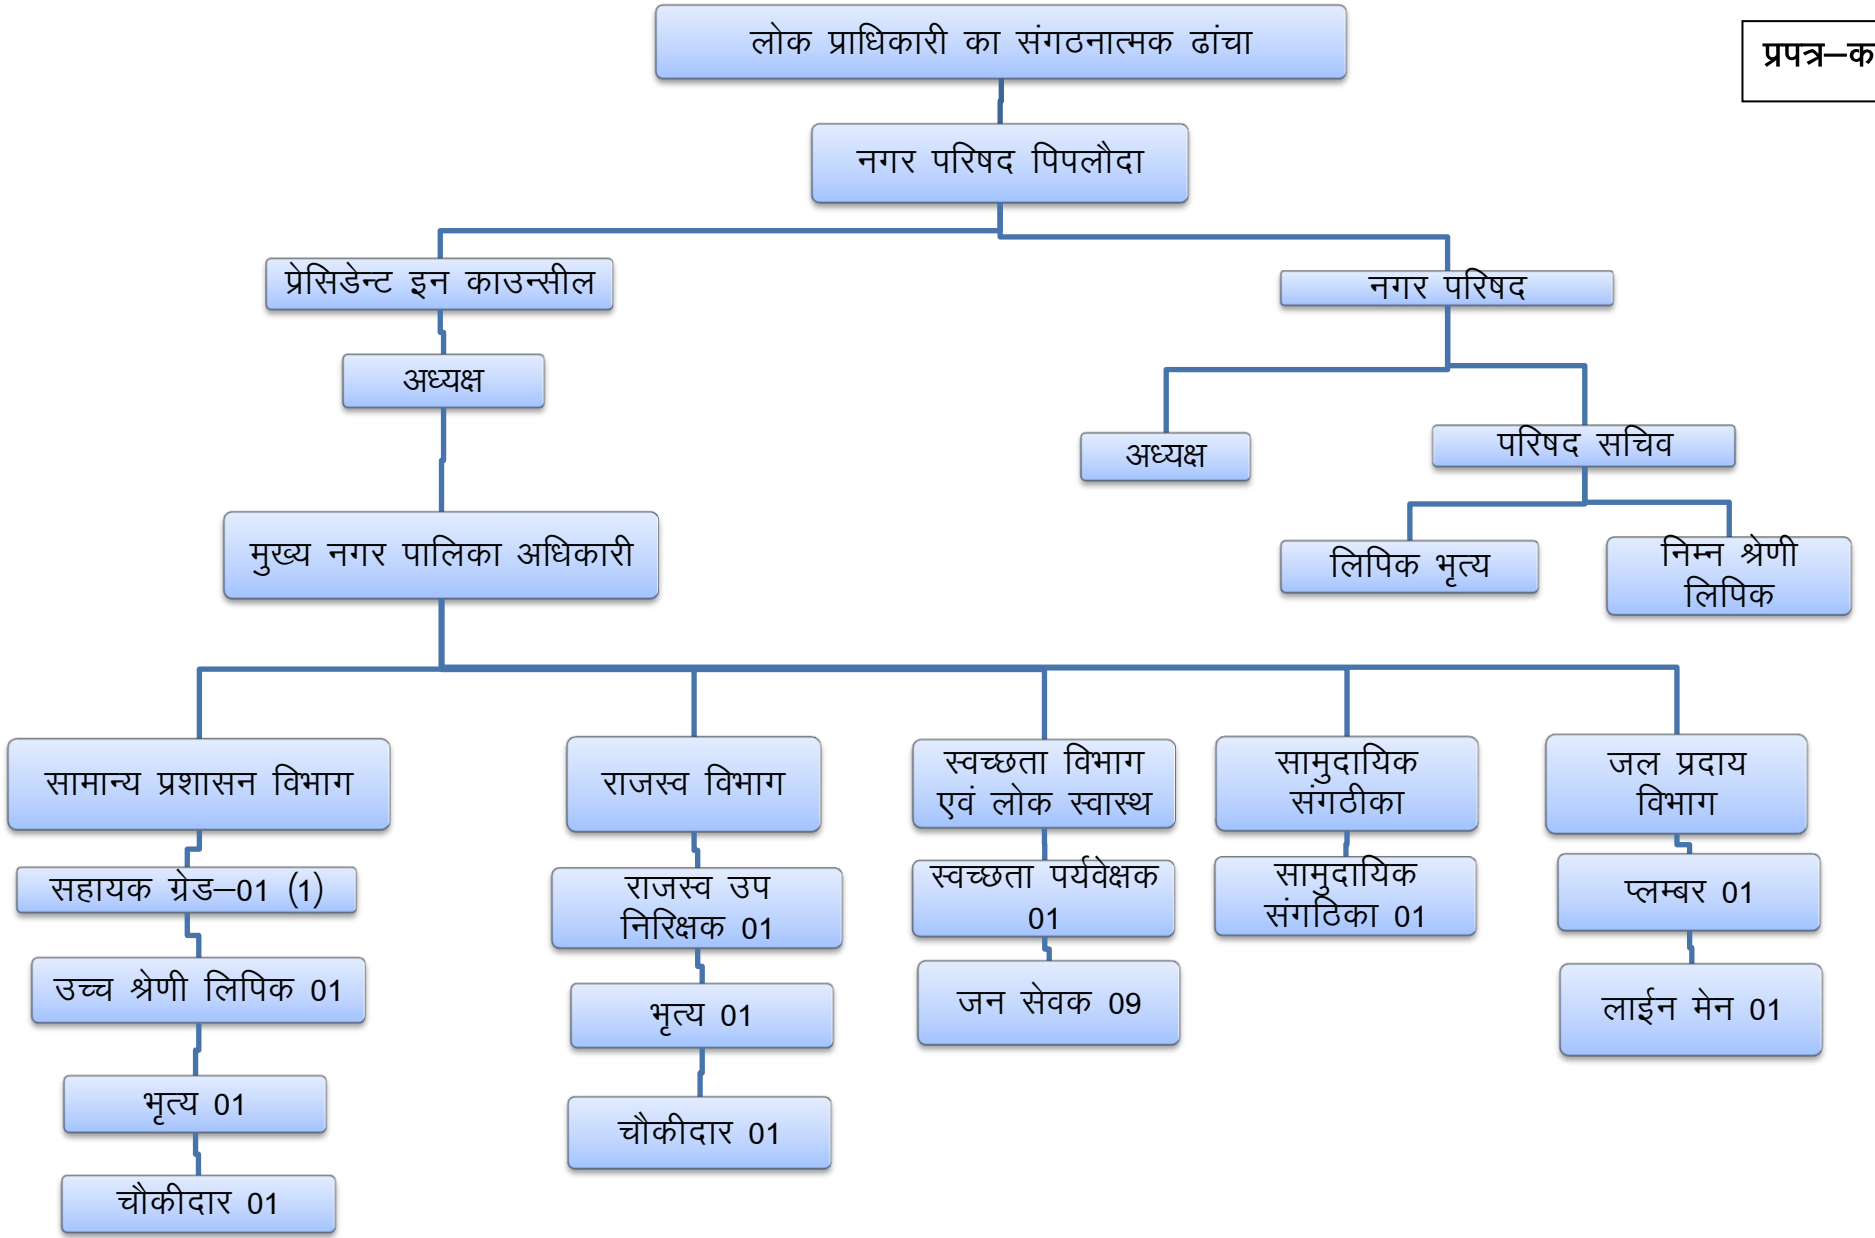 लोक प्राधिकारी का संगठनात्मक ढांचा
प्रपत्र–क
नगर परिषद पिपलौदा
प्रेसिडेन्ट इन काउन्सील
नगर परिषद
अध्यक्ष
अध्यक्ष
परिषद सचिव
मुख्य नगर पालिका अधिकारी
लिपिक भृत्य
निम्न श्रेणी
लिपिक
सामान्य प्रशासन विभाग
राजस्व विभाग
स्वच्छता विभाग
एवं लोक स्वास्थ
सामुदायिक
संगठीका
जल प्रदाय
विभाग
सहायक ग्रेड–01 (1)
राजस्व उप
निरिक्षक 01
स्वच्छता पर्यवेक्षक
01
सामुदायिक
संगठिका 01
प्लम्बर 01
उच्च श्रेणी लिपिक 01
भृत्य 01
जन सेवक 09
लाईन मेन 01
भृत्य 01
चौकीदार 01
चौकीदार 01